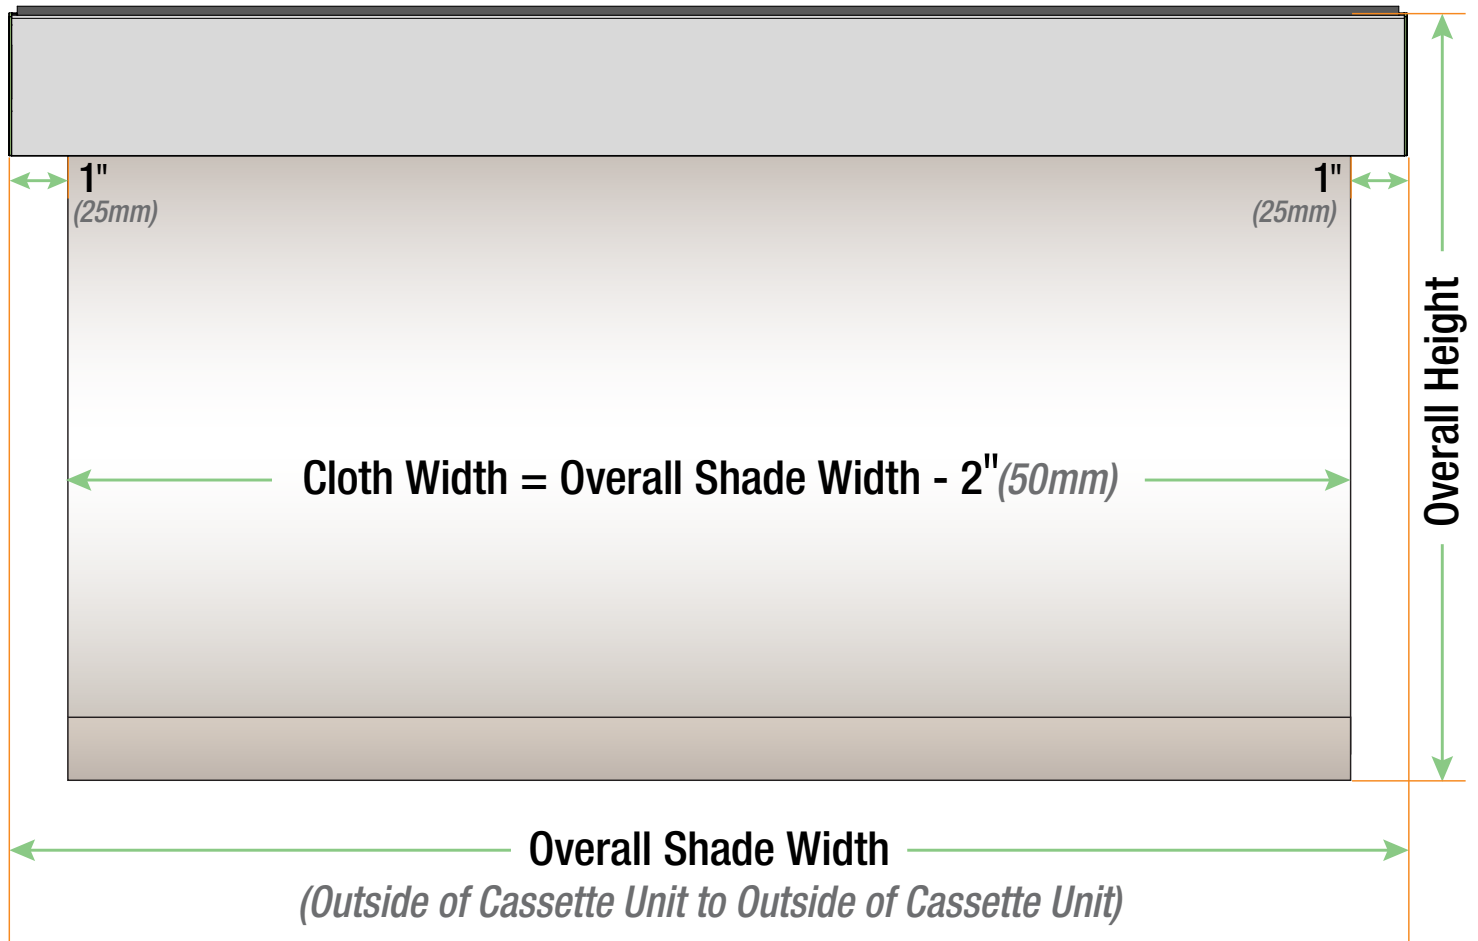 1"
(25mm)
1"
(25mm)
Overall Height
Cloth Width = Overall Shade Width - 2"(50mm)
Overall Shade Width
(Outside of Cassette Unit to Outside of Cassette Unit)